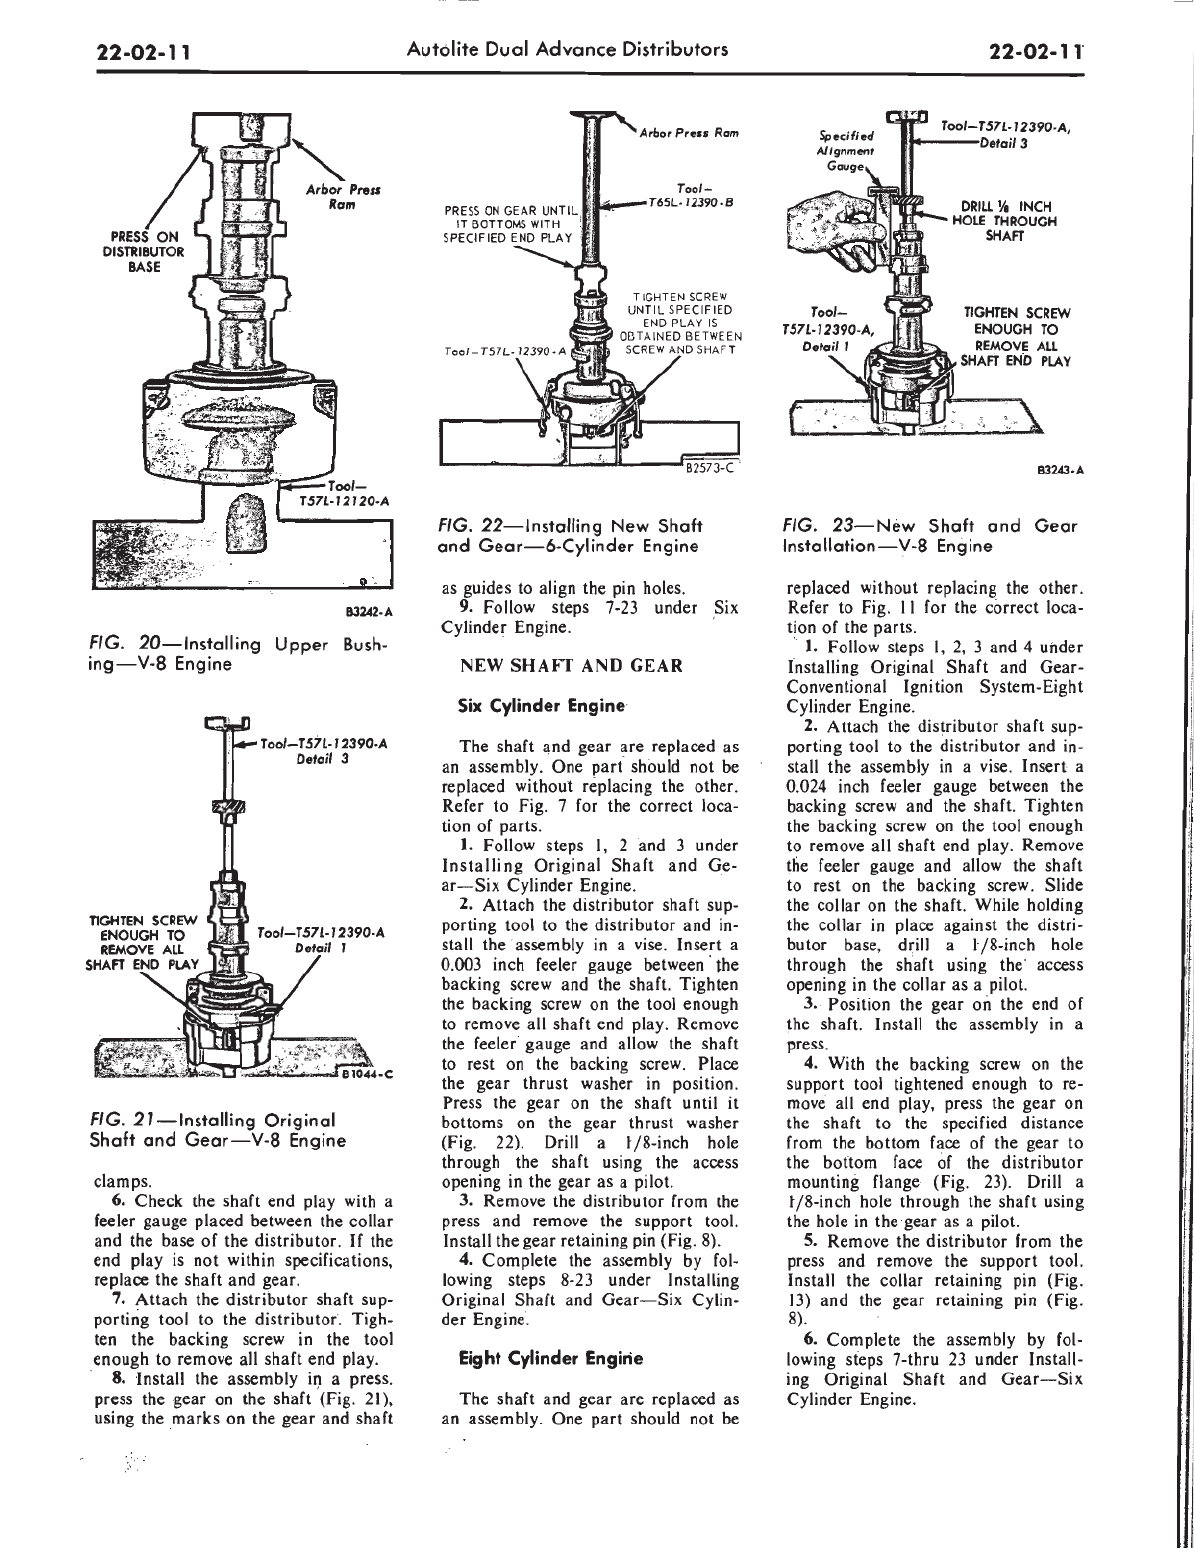 22-02-11
Autolite Dual Advance Distributors
22-02-11
Arbor Press
Ram
PRESS ON
DISTRIBUTOR
BASE
Tool—
T57L-12120-A
B3242-A
FIG. 20—Installing Upper Bush-
ing—V-8 Engine
Tool—T57L-12390-A
Detail 3
TIGHTEN SCREW
ENOUGH TO
REMOVE ALL
SHAFT END PLAY
Tool—T57L-12390-A
Detail 1
B1044-C
FIG. 21—Installing Original
Shaft and Gear—V-8 Engine
clamps.
6. Check the shaft end play with a
feeler gauge placed between the collar
and the base of the distributor. If the
end play is not within specifications,
replace the shaft and gear.
7. Attach the distributor shaft sup-
porting tool to the distributor. Tigh-
ten the backing screw in the tool
enough to remove all shaft end play.
8. Install the assembly in a press,
press the gear on the shaft (Fig. 21),
using the marks on the gear and shaft
Arbor Press Ram
Tool—
T65L-12390-B
PRESS ON GEAR UNTIL
IT BOTTOMS WITH
SPECIFIED END PLAY
TIGHTEN SCREW
UNTIL SPECIFIED
END PLAY IS
OBTAINED BETWEEN
SCREW AND SHAFT
Tool—T57L-12390-A
B2573-C
FIG. 22—Installing New Shaft
and Gear—6-Cylinder Engine
as guides to align the pin holes.
9. Follow steps 7-23 under Six
Cylinder Engine.
NEW SHAFT AND GEAR
Six Cylinder Engine
The shaft and gear are replaced as
an assembly. One part should not be
replaced without replacing the other.
Refer to Fig. 7 for the correct loca-
tion of parts.
1. Follow steps 1, 2 and 3 under
Installing Original Shaft and Ge-
ar—Six Cylinder Engine.
2. Attach the distributor shaft sup-
porting tool to the distributor and in-
stall the assembly in a vise. Insert a
0.003 inch feeler gauge between the
backing screw and the shaft. Tighten
the backing screw on the tool enough
to remove all shaft end play. Remove
the feeler gauge and allow the shaft
to rest on the backing screw. Place
the gear thrust washer in position.
Press the gear on the shaft until it
bottoms on the gear thrust washer
(Fig. 22). Drill a 1/8-inch hole
through the shaft using the access
opening in the gear as a pilot.
3. Remove the distributor from the
press and remove the support tool.
Install the gear retaining pin (Fig. 8).
4. Complete the assembly by fol-
lowing steps 8-23 under Installing
Original Shaft and Gear—Six Cylin-
der Engine.
Eight Cylinder Engine
The shaft and gear are replaced as
an assembly. One part should not be
Specified
Alignment
Gauge
Tool—T57L-12390-A,
Detail 3
DRILL 1/8 INCH
HOLE THROUGH
SHAFT
Tool—
T57L-12390-A,
Detail 1
TIGHTEN SCREW
ENOUGH TO
REMOVE ALL
SHAFT END PLAY
B3243-A
FIG. 23—New Shaft and Gear
Installation—V-8 Engine
replaced without replacing the other.
Refer to Fig. 11 for the correct loca-
tion of the parts.
1. Follow steps 1, 2, 3 and 4 under
Installing Original Shaft and Gear-
Conventional Ignition System-Eight
Cylinder Engine.
2. Attach the distributor shaft sup-
porting tool to the distributor and in-
stall the assembly in a vise. Insert a
0.024 inch feeler gauge between the
backing screw and the shaft. Tighten
the backing screw on the tool enough
to remove all shaft end play. Remove
the feeler gauge and allow the shaft
to rest on the backing screw. Slide
the collar on the shaft. While holding
the collar in place against the distri-
butor base, drill a 1/8-inch hole
through the shaft using the access
opening in the collar as a pilot.
3. Position the gear on the end of
the shaft. Install the assembly in a
press.
4. With the backing screw on the
support tool tightened enough to re-
move all end play, press the gear on
the shaft to the specified distance
from the bottom face of the gear to
the bottom face of the distributor
mounting flange (Fig. 23). Drill a
1/8-inch hole through the shaft using
the hole in the gear as a pilot.
5. Remove the distributor from the
press and remove the support tool.
Install the collar retaining pin (Fig.
13) and the gear retaining pin (Fig.
8).
6. Complete the assembly by fol-
lowing steps 7-thru 23 under Install-
ing Original Shaft and Gear—Six
Cylinder Engine.